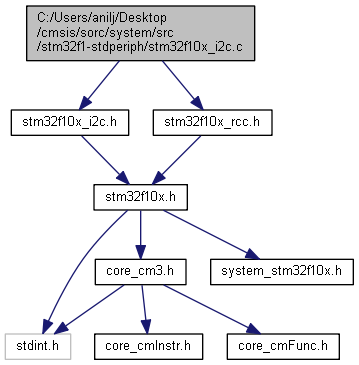 C:/Users/anilj/Desktop
/cmsis/sorc/system/src
/stm32f1-stdperiph/stm32f10x_i2c.c
stm32f10x_i2c.h
stm32f10x_rcc.h
stm32f10x.h
core_cm3.h
system_stm32f10x.h
stdint.h
core_cmInstr.h
core_cmFunc.h